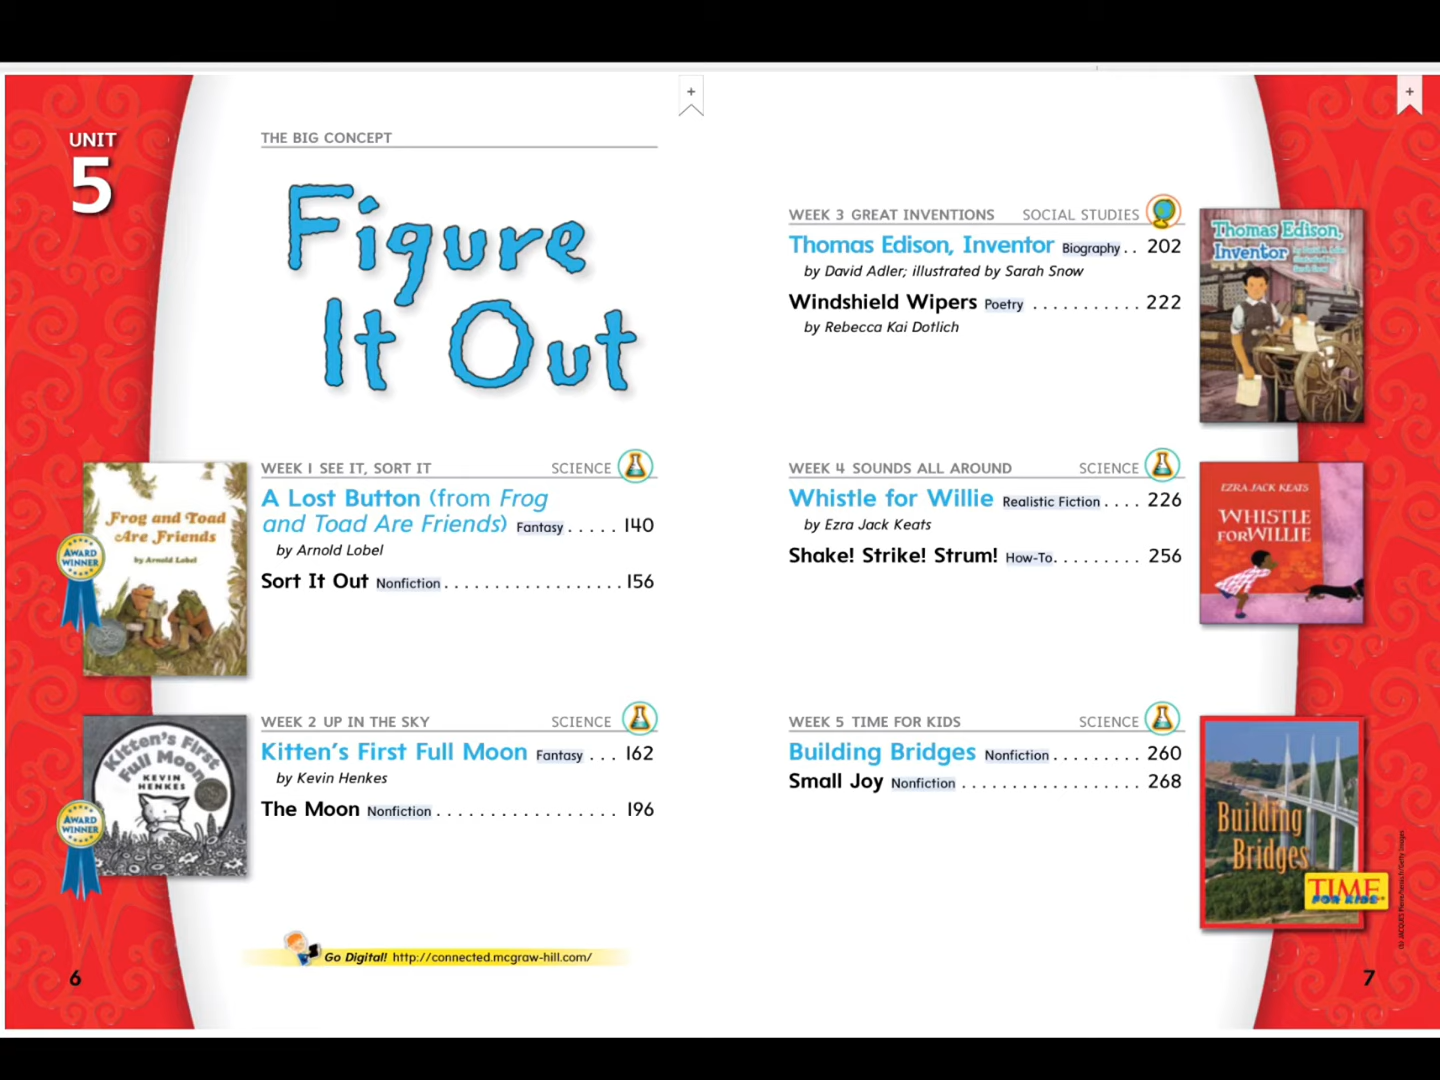 UNIT
5
THE BIG CONCEPT
Figure
It Out
WEEK 1 SEE IT, SORT IT SCIENCE
A Lost Button (from Frog
and Toad Are Friends) Fantasy ..... 140
by Arnold Lobel
Sort It Out Nonfiction .................. 156
Frog and Toad
Are Friends
by Arnold Lobel
AWARD
WINNER
WEEK 2 UP IN THE SKY SCIENCE
Kitten's First Full Moon Fantasy ... 162
by Kevin Henkes
The Moon Nonfiction ................. 196
Kitten's First
Full Moon
KEVIN
HENKES
AWARD
WINNER
Go Digital! http://connected.mcgraw-hill.com/
6
WEEK 3 GREAT INVENTIONS SOCIAL STUDIES
Thomas Edison, Inventor Biography .. 202
by David Adler; illustrated by Sarah Snow
Windshield Wipers Poetry .......... 222
by Rebecca Kai Dotlich
Thomas Edison,
Inventor
WEEK 4 SOUNDS ALL AROUND SCIENCE
Whistle for Willie Realistic Fiction .... 226
by Ezra Jack Keats
Shake! Strike! Strum! How-To......... 256
EZRA JACK KEATS
WHISTLE
FOR WILLIE
WEEK 5 TIME FOR KIDS SCIENCE
Building Bridges Nonfiction ......... 260
Small Joy Nonfiction .................. 268
Building
Bridges
TIME
FOR KIDS
7